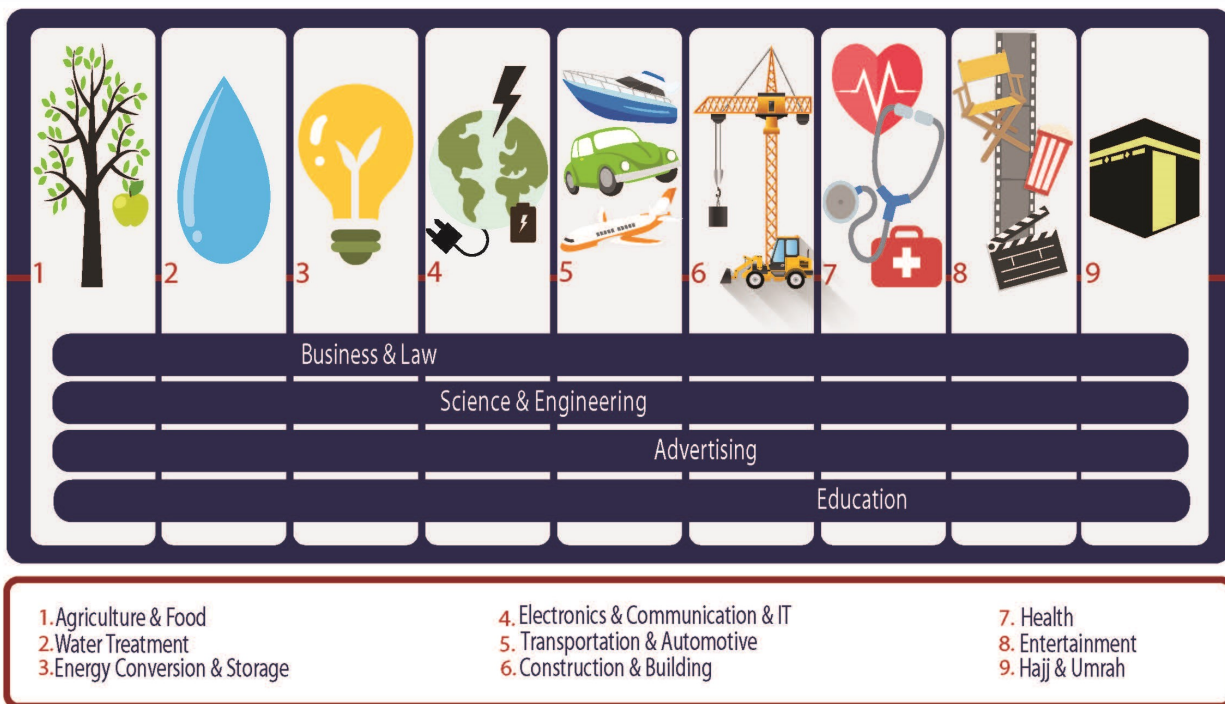 1
2
3
4
5
6
7
8
9
Business & Law
Science & Engineering
Advertising
Education
1. Agriculture & Food
2. Water Treatment
3. Energy Conversion & Storage
4. Electronics & Communication & IT
5. Transportation & Automotive
6. Construction & Building
7. Health
8. Entertainment
9. Hajj & Umrah